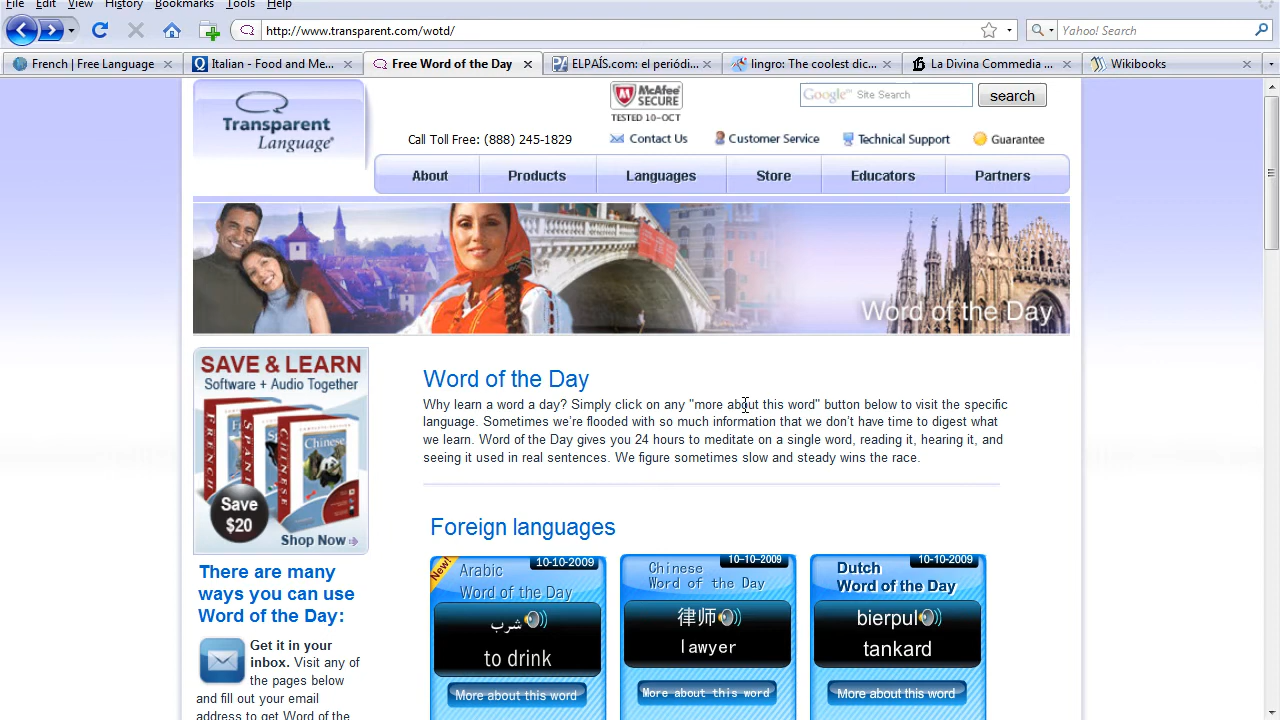 File Edit View History Bookmarks Tools Help
http://www.transparent.com/wotd/
Yahoo! Search
French | Free Language
Italian - Food and Me...
Free Word of the Day
ELPAÍS.com: el periódi...
lingro: The coolest dic...
La Divina Commedia ...
Wikibooks
Transparent
Language®
McAfee
SECURE
TESTED 10-OCT
Google™ Site Search
search
Call Toll Free: (888) 245-1829
Contact Us
Customer Service
Technical Support
Guarantee
About
Products
Languages
Store
Educators
Partners
Word of the Day
SAVE & LEARN
Software + Audio Together
FRENCH
SPANI
CHINESE
Chinese
Save
$20
Shop Now
There are many
ways you can use
Word of the Day:
Get it in your
inbox. Visit any of
the pages below
and fill out your email
address to get Word of the
Word of the Day
Why learn a word a day? Simply click on any "more about this word" button below to visit the specific
language. Sometimes we're flooded with so much information that we don't have time to digest what
we learn. Word of the Day gives you 24 hours to meditate on a single word, reading it, hearing it, and
seeing it used in real sentences. We figure sometimes slow and steady wins the race.
Foreign languages
New!
10-10-2009
Arabic
Word of the Day
شرب
to drink
More about this word
10-10-2009
Chinese
Word of the Day
律师
lawyer
More about this word
10-10-2009
Dutch
Word of the Day
bierpul
tankard
More about this word